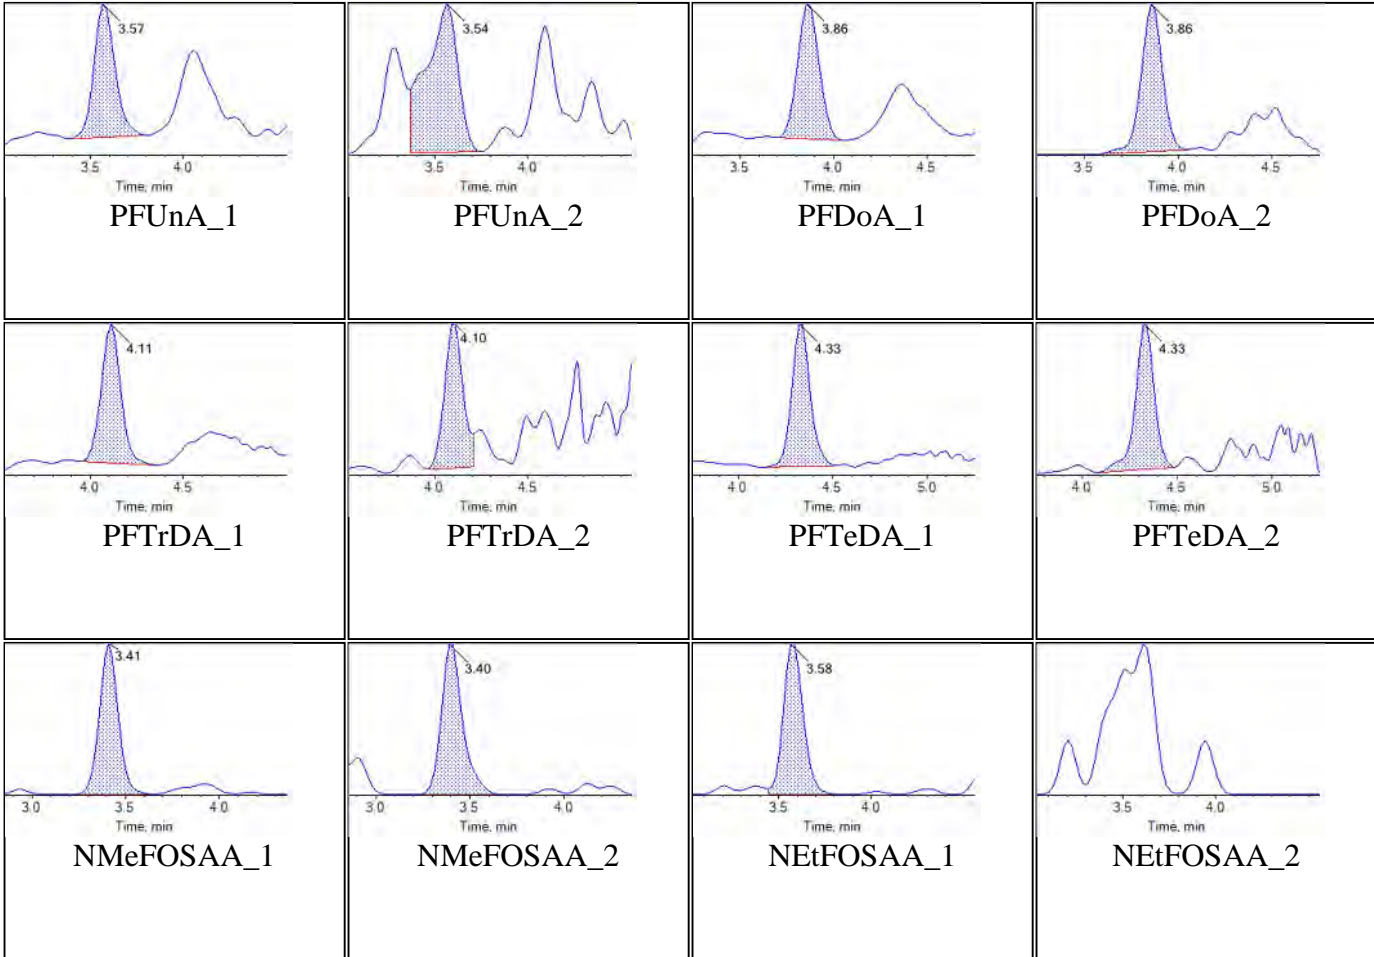 3.57 3.54 3.86 3.86
3.5 4.0 3.5 4.0 3.5 4.0 4.5 3.5 4.0 4.5
Time, min Time, min Time, min Time, min
PFUnA_1 PFUnA_2 PFDoA_1 PFDoA_2
4.11 4.10 4.33 4.33
4.0 4.5 4.0 4.5 4.0 4.5 5.0 4.0 4.5 5.0
Time, min Time, min Time, min Time, min
PFTrDA_1 PFTrDA_2 PFTeDA_1 PFTeDA_2
3.41 3.40 3.58
3.0 3.5 4.0 3.0 3.5 4.0 3.5 4.0 3.5 4.0
Time, min Time, min Time, min Time, min
NMeFOSAA_1 NMeFOSAA_2 NEtFOSAA_1 NEtFOSAA_2